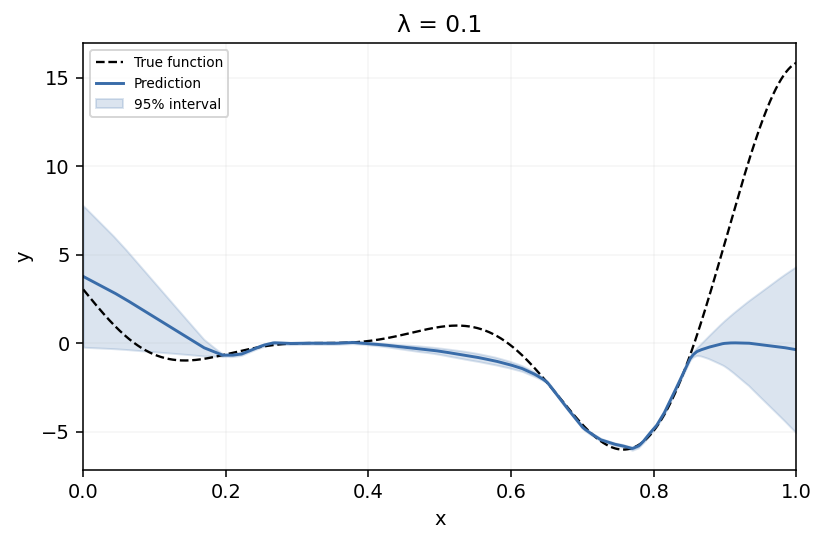 λ = 0.1
True function
Prediction
95% interval
15
10
5
0
−5
y
0.0 0.2 0.4 0.6 0.8 1.0
x